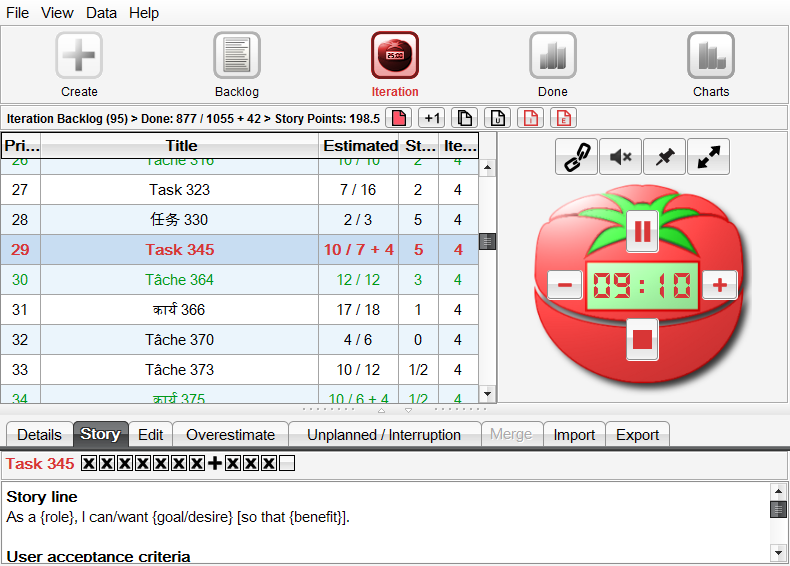 File View Data Help
25:00
Create Backlog Iteration Done Charts
Iteration Backlog (95) > Done: 877 / 1055 + 42 > Story Points: 198.5 +1 U I E
Pri... Title Estimated St... Ite...
26 Tâche 316 10 / 10 2 4
27 Task 323 7 / 16 2 4
28 任务 330 2 / 3 5 4
29 Task 345 10 / 7 + 4 5 4
30 Tâche 364 12 / 12 3 4
31 कार्य 366 17 / 18 1 4
32 Tâche 370 4 / 6 0 4
33 Tâche 373 10 / 12 1/2 4
34 कार्य 375 10 / 6 + 4 1/2 4
09:10
Details Story Edit Overestimate Unplanned / Interruption Merge Import Export
Task 345
Story line
As a {role}, I can/want {goal/desire} [so that {benefit}].
User acceptance criteria